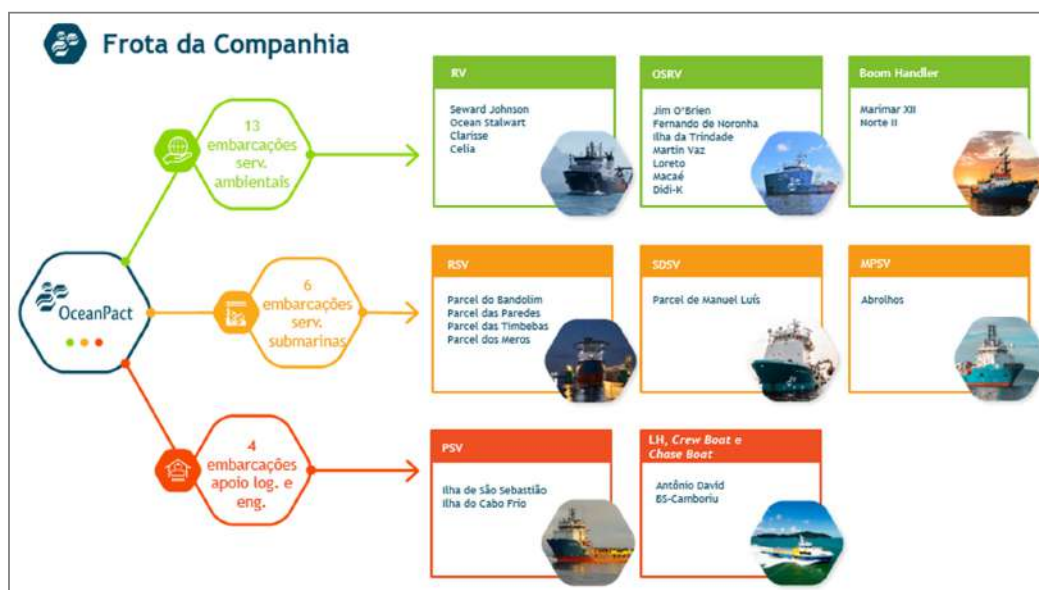 Frota da Companhia
13
embarcações
serv.
ambientais
RV
Seward Johnson
Ocean Stalwart
Clarisse
Celia
OSRV
Jim O'Brien
Fernando de Noronha
Ilha da Trindade
Martin Vaz
Loreto
Macaé
Didi-K
Boom Handler
Marimar XII
Norte II
OceanPact
6
embarcações
serv.
submarinas
RSV
Parcel do Bandolim
Parcel das Paredes
Parcel das Timbebas
Parcel dos Meros
SDSV
Parcel de Manuel Luís
MPSV
Abrolhos
4
embarcações
apoio log. e
eng.
PSV
Ilha de São Sebastião
Ilha do Cabo Frio
LH, Crew Boat e
Chase Boat
Antônio David
BS-Camboriu